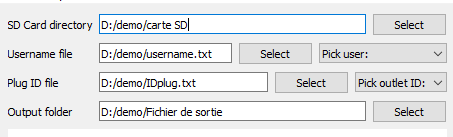 SD Card directory D:/demo/carte SD Select
Username file D:/demo/username.txt Select Pick user:
Plug ID file D:/demo/IDplug.txt Select Pick outlet ID:
Output folder D:/demo/Fichier de sortie Select